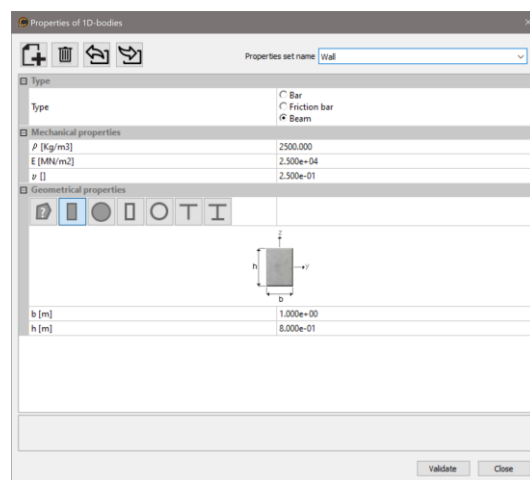 Properties of 1D-bodies
Properties set name Wall
Type
Type
Bar
Friction bar
Beam
Mechanical properties
ρ [Kg/m3] 2500.000
E [MN/m2] 2.500e+04
ν [] 2.500e-01
Geometrical properties
?
z
h
y
b
b [m] 1.000e+00
h [m] 8.000e-01
Validate Close